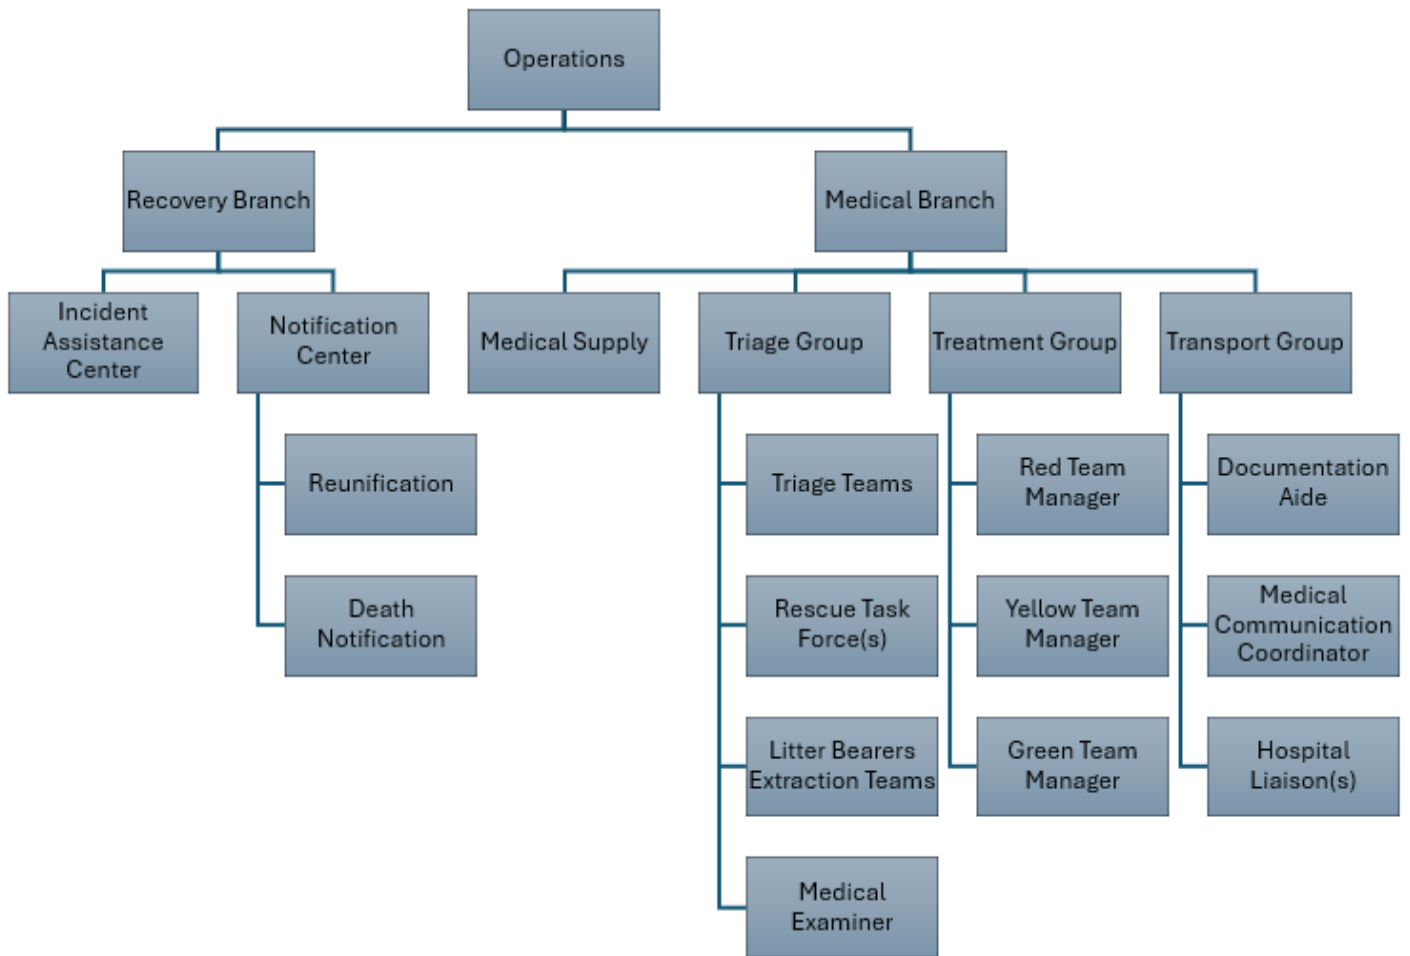 Operations
Recovery Branch
Medical Branch
Incident
Assistance
Center
Notification
Center
Medical Supply
Triage Group
Treatment Group
Transport Group
Reunification
Triage Teams
Red Team
Manager
Documentation
Aide
Death
Notification
Rescue Task
Force(s)
Yellow Team
Manager
Medical
Communication
Coordinator
Litter Bearers
Extraction Teams
Green Team
Manager
Hospital
Liaison(s)
Medical
Examiner